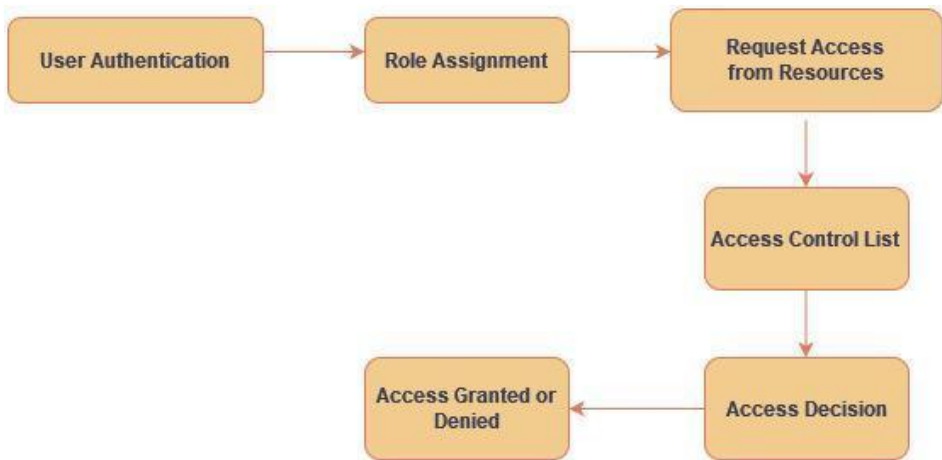 User Authentication
Role Assignment
Request Access
from Resources
Access Control List
Access Decision
Access Granted or
Denied